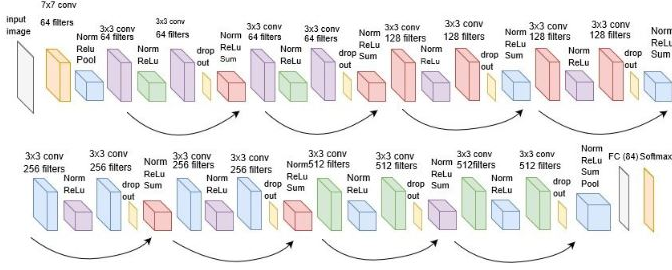 input
image
7x7 conv
64 filters
Norm
Relu
Pool
3x3 conv
64 filters
Norm
ReLu
3x3 conv
64 filters
drop
out
Norm
ReLu
Sum
3x3 conv
64 filters
Norm
ReLu
3x3 conv
64 filters
drop
out
Norm
ReLu
Sum
3x3 conv
128 filters
Norm
ReLu
3x3 conv
128 filters
drop
out
Norm
ReLu
Sum
3x3 conv
128 filters
Norm
ReLu
3x3 conv
128 filters
drop
out
Norm
ReLu
Sum
3x3 conv
256 filters
Norm
ReLu
3x3 conv
256 filters
drop
out
Norm
ReLu
Sum
3x3 conv
256 filters
Norm
ReLu
3x3 conv
256 filters
drop
out
Norm
ReLu
Sum
3x3 conv
512 filters
Norm
ReLu
3x3 conv
512 filters
drop
out
Norm
ReLu
Sum
3x3 conv
512filters
Norm
ReLu
3x3 conv
512 filters
drop
out
Norm
ReLu
Sum
Pool
FC (84)
Softmax